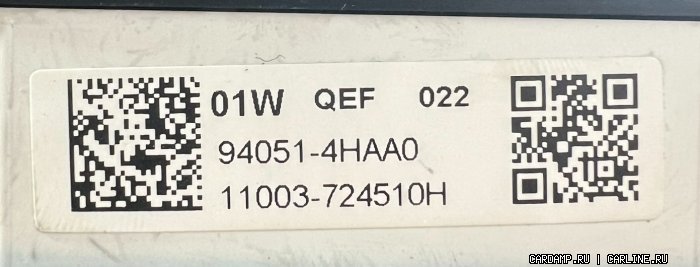 01W QEF 022
94051-4HAA0
11003-724510H
CARDAMP.RU | CARLINE.RU